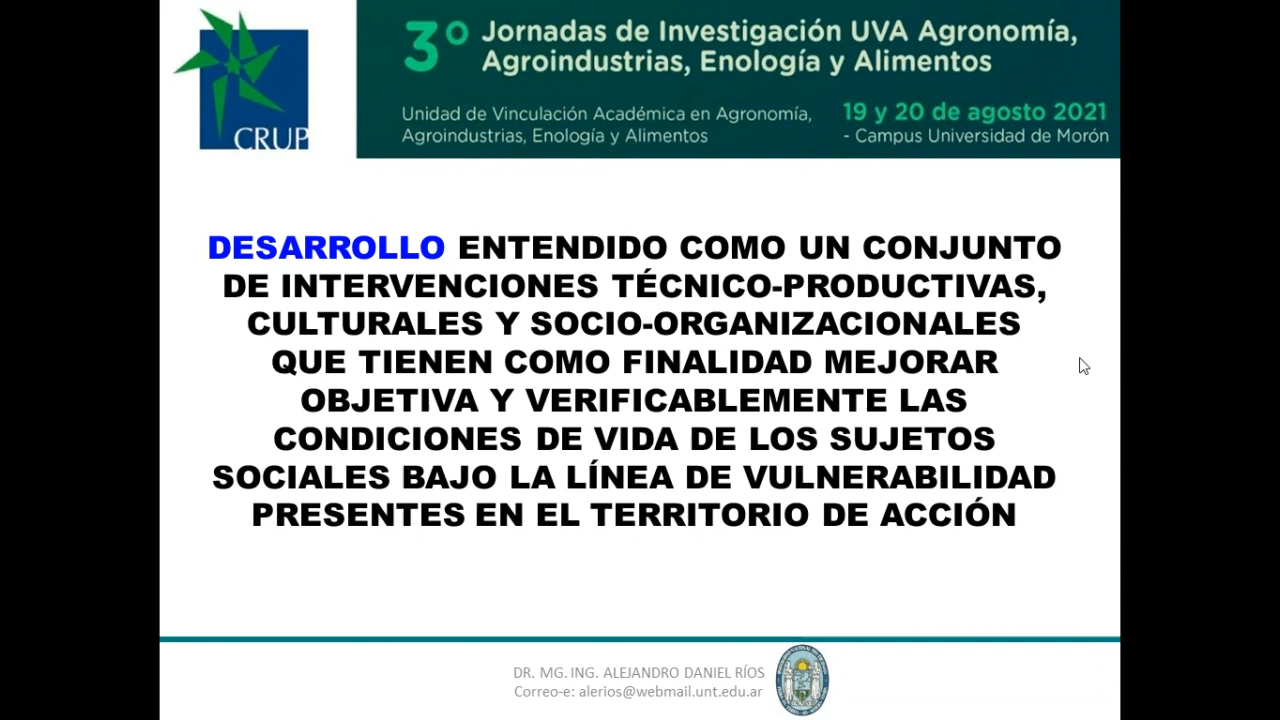 CRUP
3° Jornadas de Investigación UVA Agronomía,
Agroindustrias, Enología y Alimentos
Unidad de Vinculación Académica en Agronomía,
Agroindustrias, Enología y Alimentos
19 y 20 de agosto 2021
- Campus Universidad de Morón
DESARROLLO ENTENDIDO COMO UN CONJUNTO
DE INTERVENCIONES TÉCNICO-PRODUCTIVAS,
CULTURALES Y SOCIO-ORGANIZACIONALES
QUE TIENEN COMO FINALIDAD MEJORAR
OBJETIVA Y VERIFICABLEMENTE LAS
CONDICIONES DE VIDA DE LOS SUJETOS
SOCIALES BAJO LA LÍNEA DE VULNERABILIDAD
PRESENTES EN EL TERRITORIO DE ACCIÓN
DR. MG. ING. ALEJANDRO DANIEL RÍOS
Correo-e: alerios@webmail.unt.edu.ar